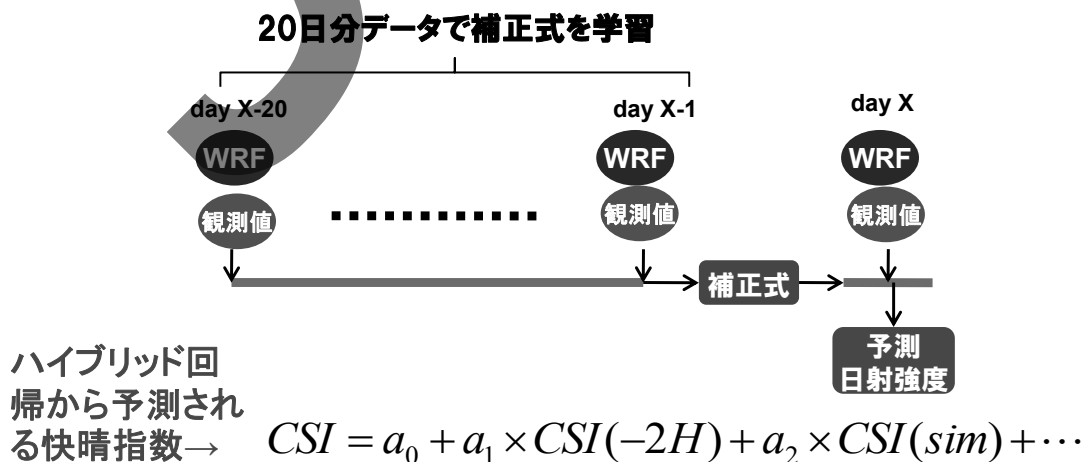 20日分データで補正式を学習
day X-20
day X-1
day X
WRF
WRF
WRF
観測値
観測値
観測値
補正式
予測
日射強度
ハイブリッド回
帰から予測され
る快晴指数→
CSI = a₀ + a₁ × CSI(−2H) + a₂ × CSI(sim) + ⋯